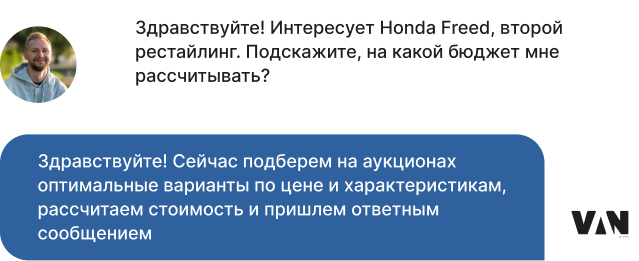 Здравствуйте! Интересует Honda Freed, второй
рестайлинг. Подскажите, на какой бюджет мне
рассчитывать?
Здравствуйте! Сейчас подберем на аукционах
оптимальные варианты по цене и характеристикам,
рассчитаем стоимость и пришлем ответным
сообщением
VAN